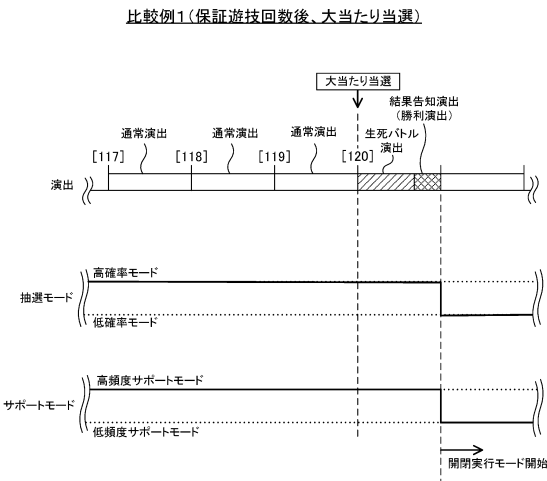 比較例１（保証遊技回数後、大当たり当選）
大当たり当選
結果告知演出
（勝利演出）
通常演出
通常演出
通常演出
生死バトル
演出
[117]
[118]
[119]
[120]
演出
高確率モード
抽選モード
低確率モード
高頻度サポートモード
サポートモード
低頻度サポートモード
開閉実行モード開始